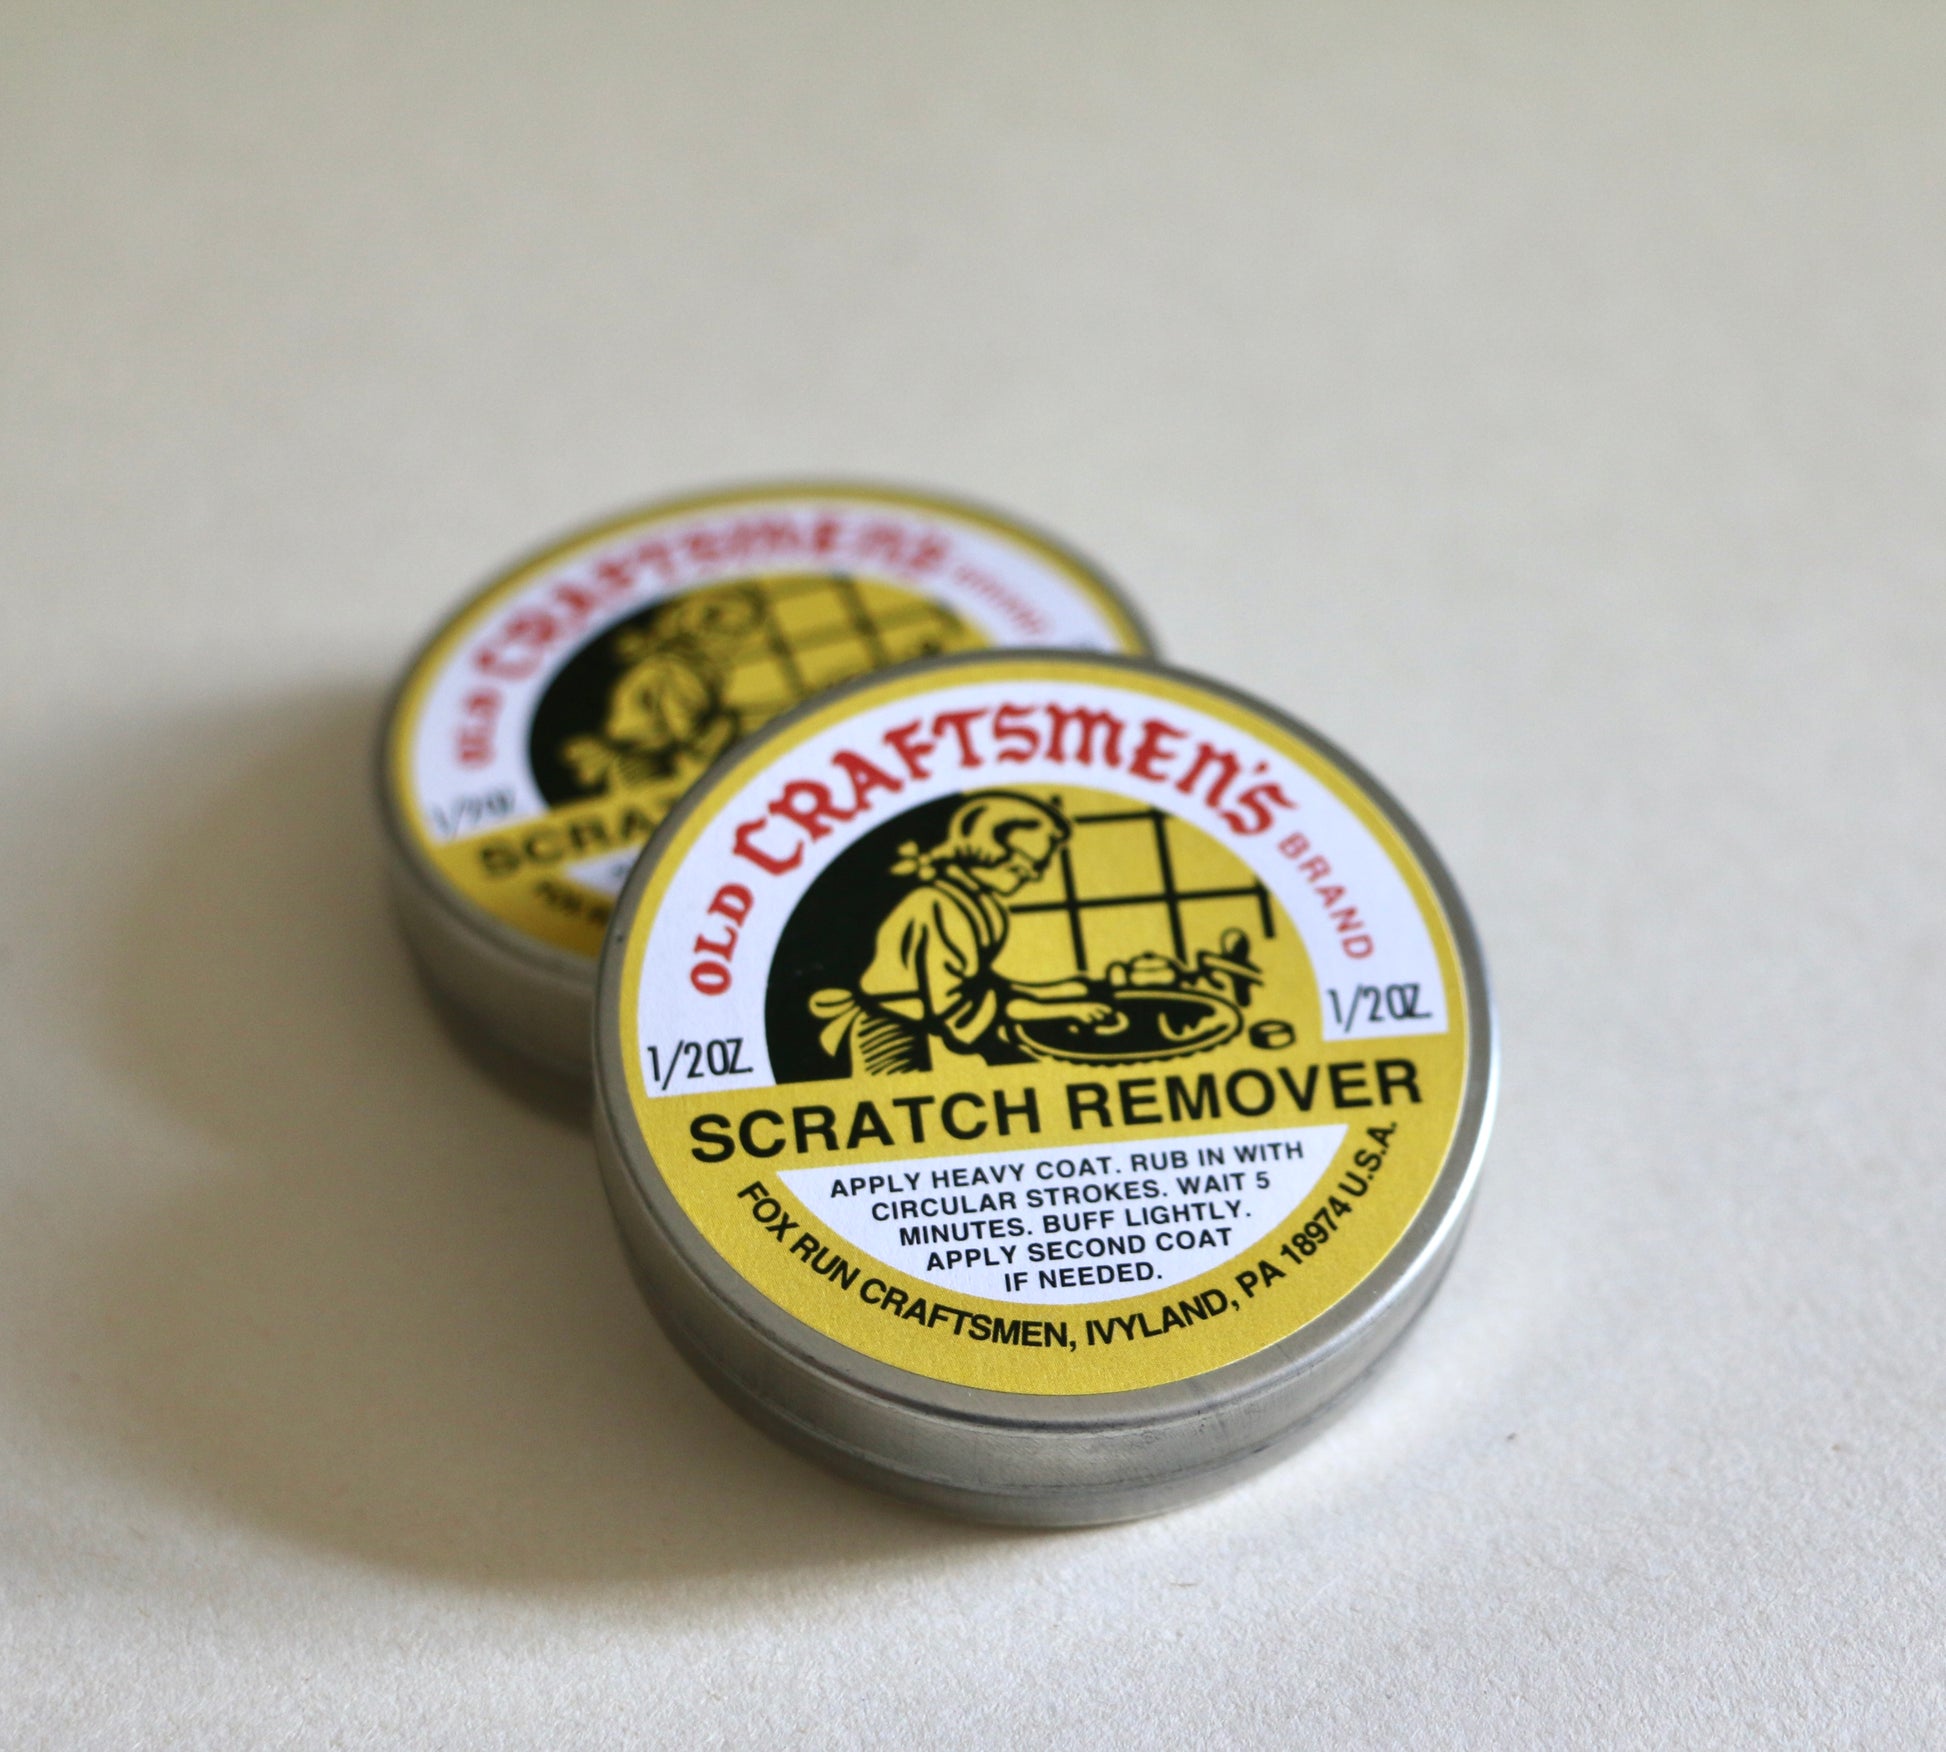 OLD CRAFTSMEN'S
1/2OZ.
SCRAT
OLD CRAFTSMEN'S BRAND
1/2OZ.
1/2OZ.
SCRATCH REMOVER
APPLY HEAVY COAT. RUB IN WITH
CIRCULAR STROKES. WAIT 5
MINUTES. BUFF LIGHTLY.
APPLY SECOND COAT
IF NEEDED.
FOX RUN CRAFTSMEN, IVYLAND, PA 18974 U.S.A.